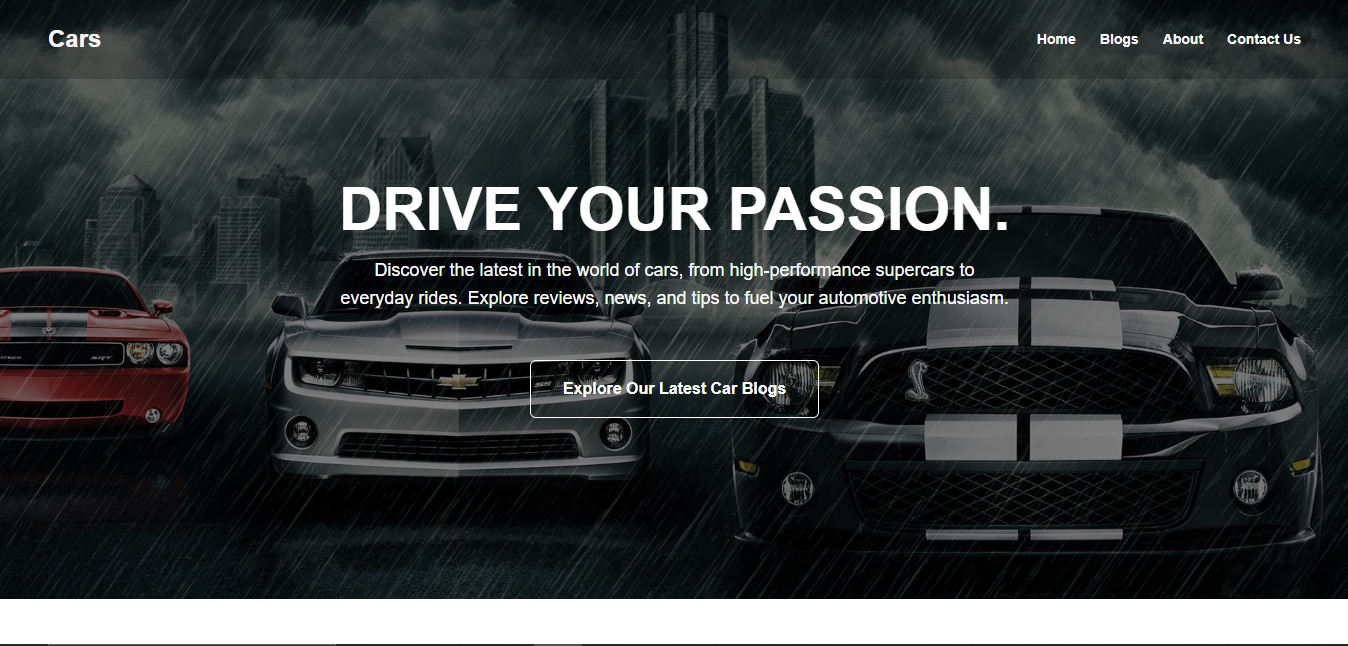 Cars
Home Blogs About Contact Us
DRIVE YOUR PASSION.
Discover the latest in the world of cars, from high-performance supercars to
everyday rides. Explore reviews, news, and tips to fuel your automotive enthusiasm.
SRT
Explore Our Latest Car Blogs